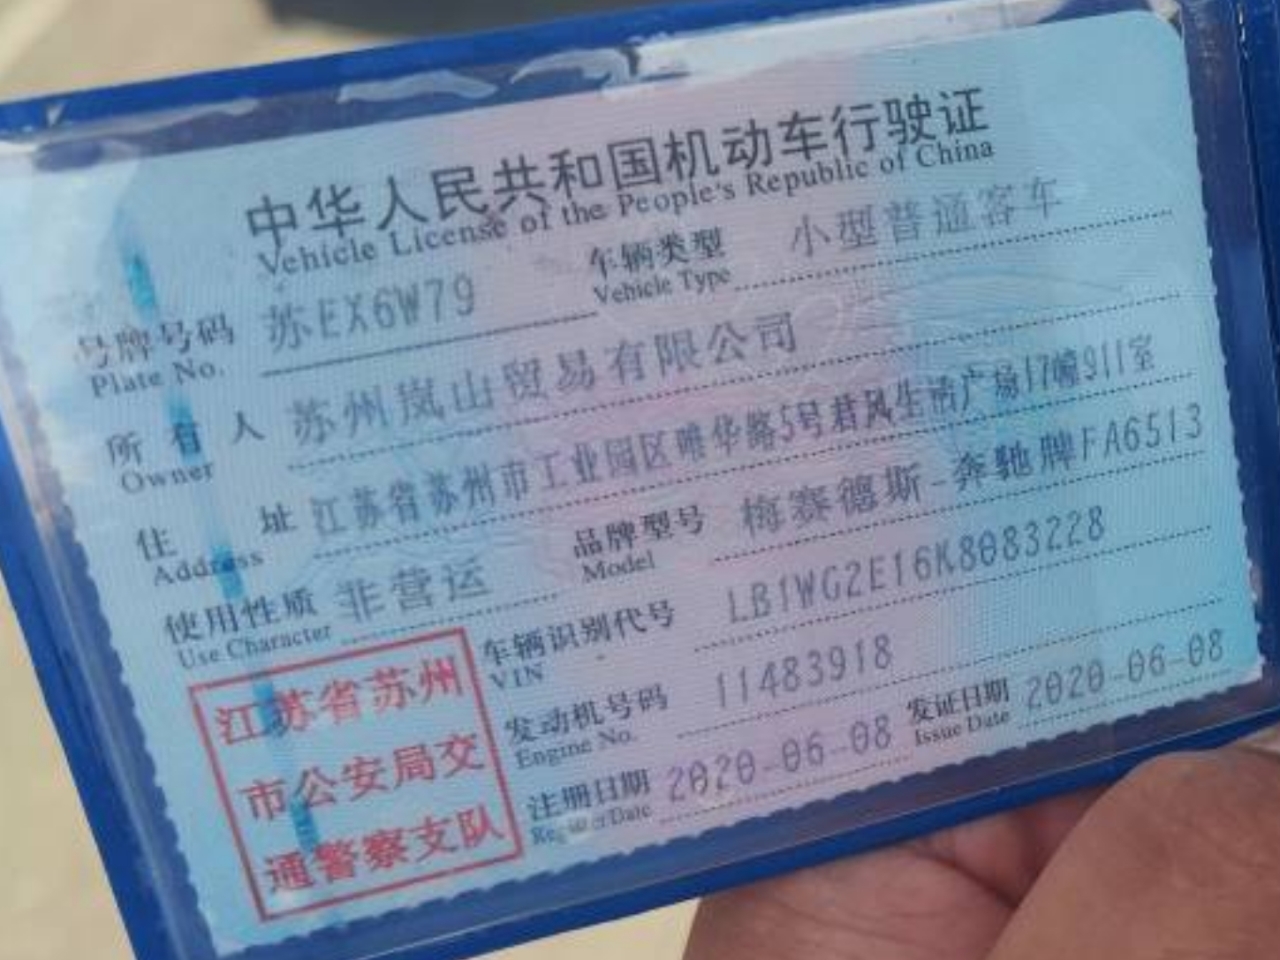 中华人民共和国机动车行驶证
Vehicle License of the People's Republic of China
号牌号码 苏EX6W79 车辆类型 小型普通客车
Plate No. Vehicle Type
所有人 苏州岚山贸易有限公司
Owner
住址 江苏省苏州市工业园区唯华路5号君风生活广场17幢911室
Address
使用性质 非营运 品牌型号 梅赛德斯-奔驰牌FA6513
Use Character Model
车辆识别代号 LB1WG2E16K8083228
VIN
发动机号码 11483918
Engine No.
注册日期 2020-06-08 发证日期 2020-06-08
Register Date Issue Date
江苏省苏州
市公安局交
通警察支队